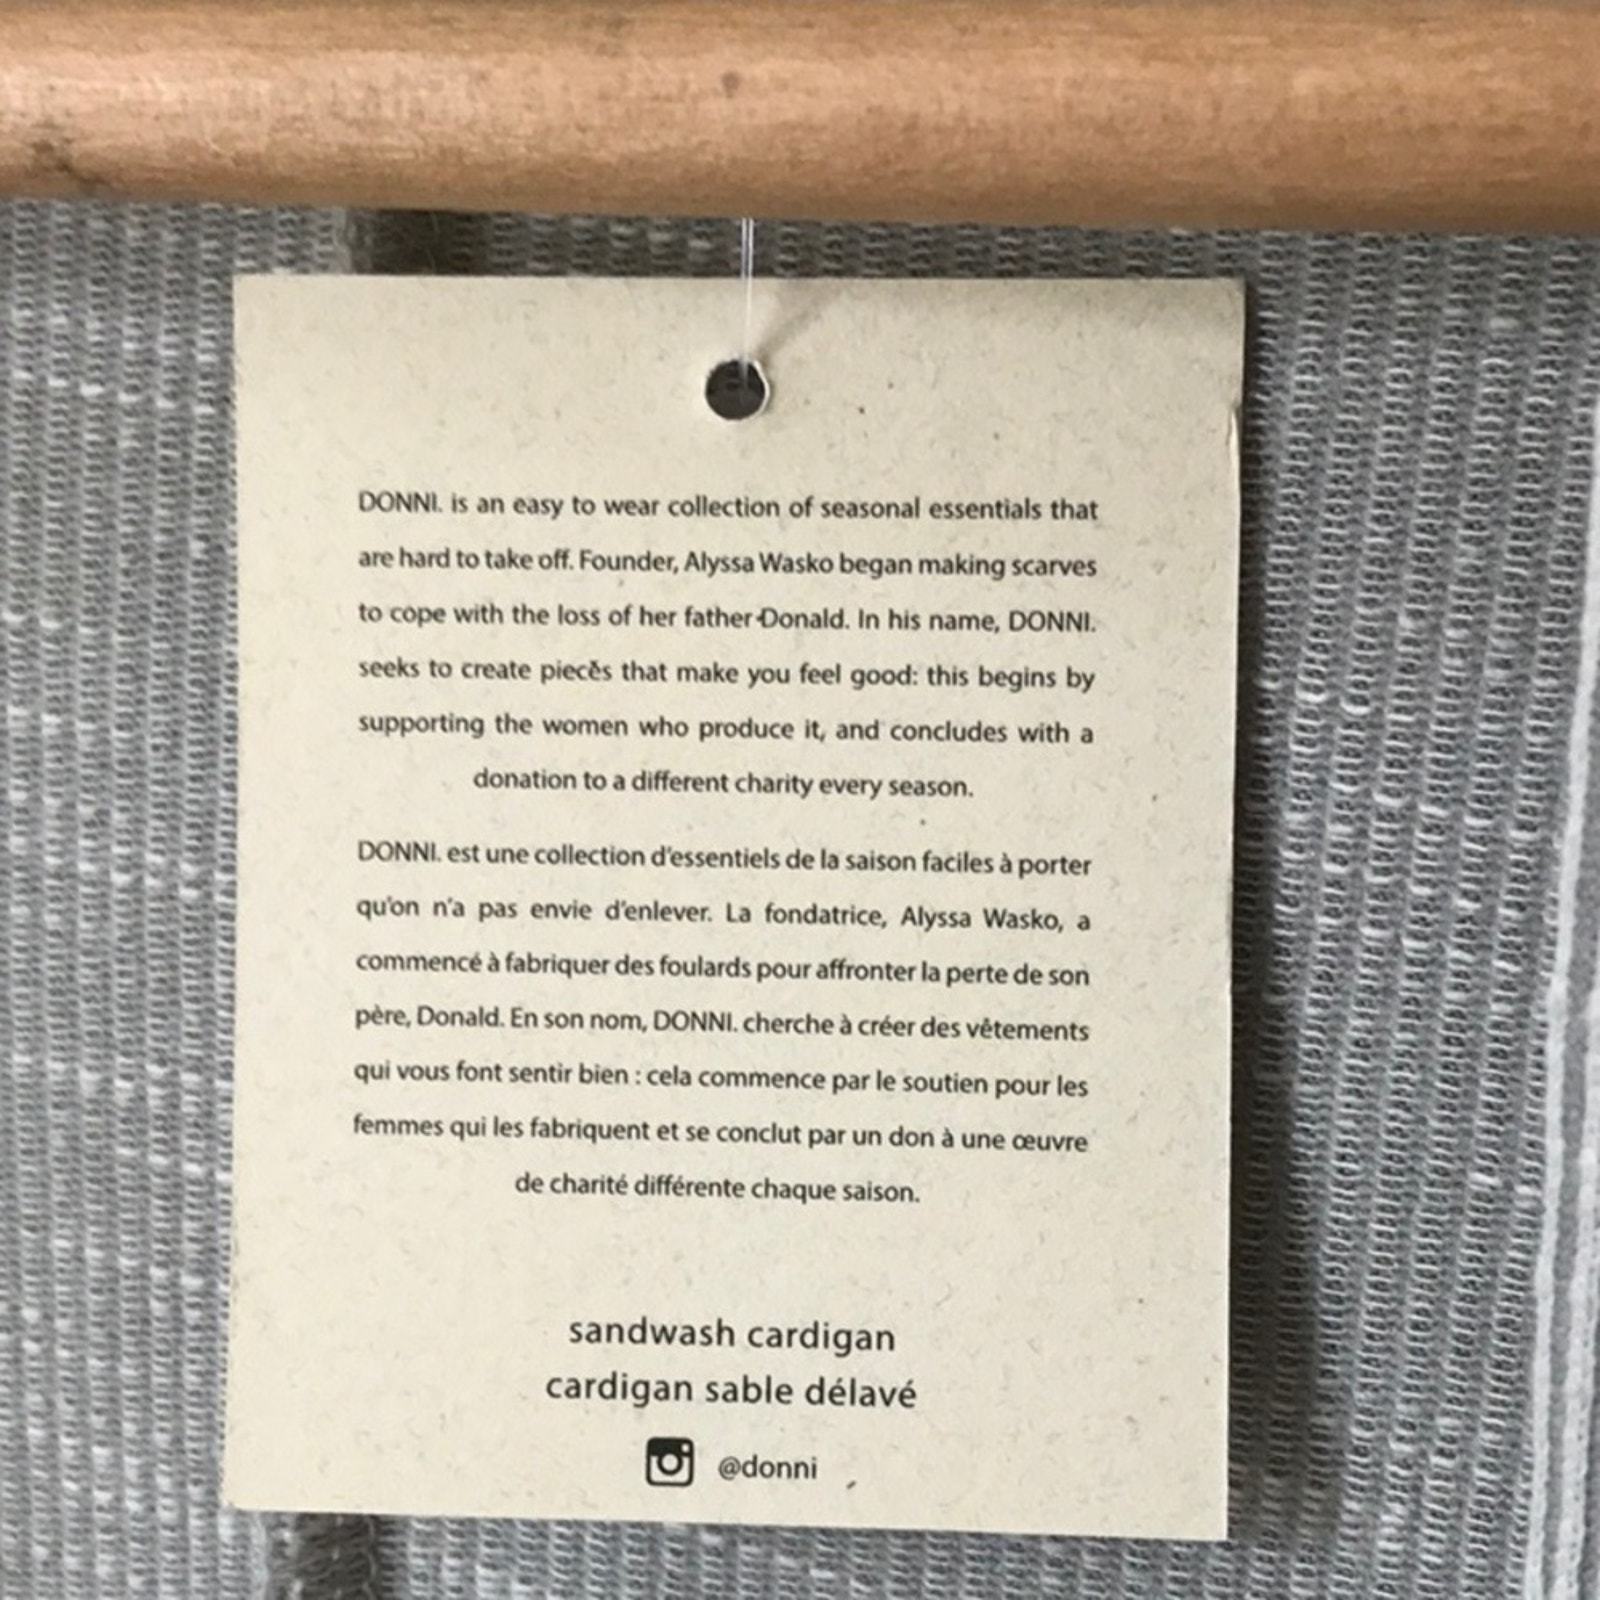 DONNI. is an easy to wear collection of seasonal essentials that
are hard to take off. Founder, Alyssa Wasko began making scarves
to cope with the loss of her father Donald. In his name, DONNI.
seeks to create pieces that make you feel good: this begins by
supporting the women who produce it, and concludes with a
donation to a different charity every season.
DONNI. est une collection d'essentiels de la saison faciles à porter
qu'on n'a pas envie d'enlever. La fondatrice, Alyssa Wasko, a
commencé à fabriquer des foulards pour affronter la perte de son
père, Donald. En son nom, DONNI. cherche à créer des vêtements
qui vous font sentir bien : cela commence par le soutien pour les
femmes qui les fabriquent et se conclut par un don à une œuvre
de charité différente chaque saison.
sandwash cardigan
cardigan sable délavé
@donni